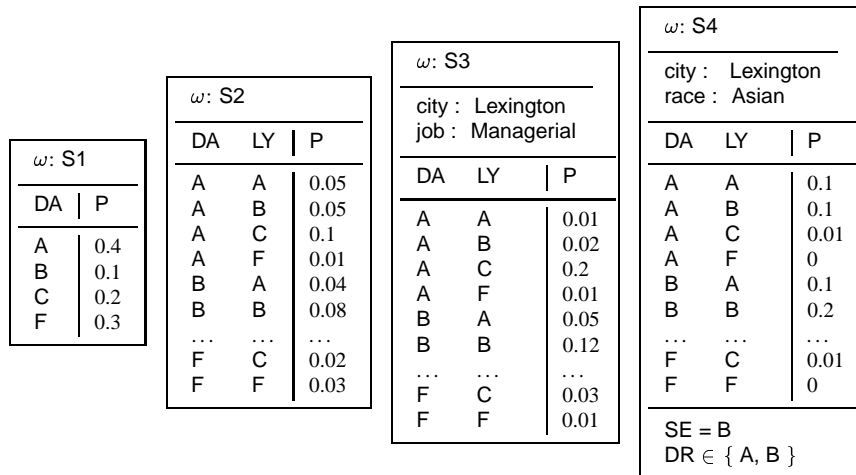 ω: S1
DA P
A 0.4
B 0.1
C 0.2
F 0.3
ω: S2
DA LY P
A A 0.05
A B 0.05
A C 0.1
A F 0.01
B A 0.04
B B 0.08
... ... ...
F C 0.02
F F 0.03
ω: S3
city : Lexington
job : Managerial
DA LY P
A A 0.01
A B 0.02
A C 0.2
A F 0.01
B A 0.05
B B 0.12
... ... ...
F C 0.03
F F 0.01
ω: S4
city : Lexington
race : Asian
DA LY P
A A 0.1
A B 0.1
A C 0.01
A F 0
B A 0.1
B B 0.2
... ... ...
F C 0.01
F F 0
SE = B
DR ∈ { A, B }